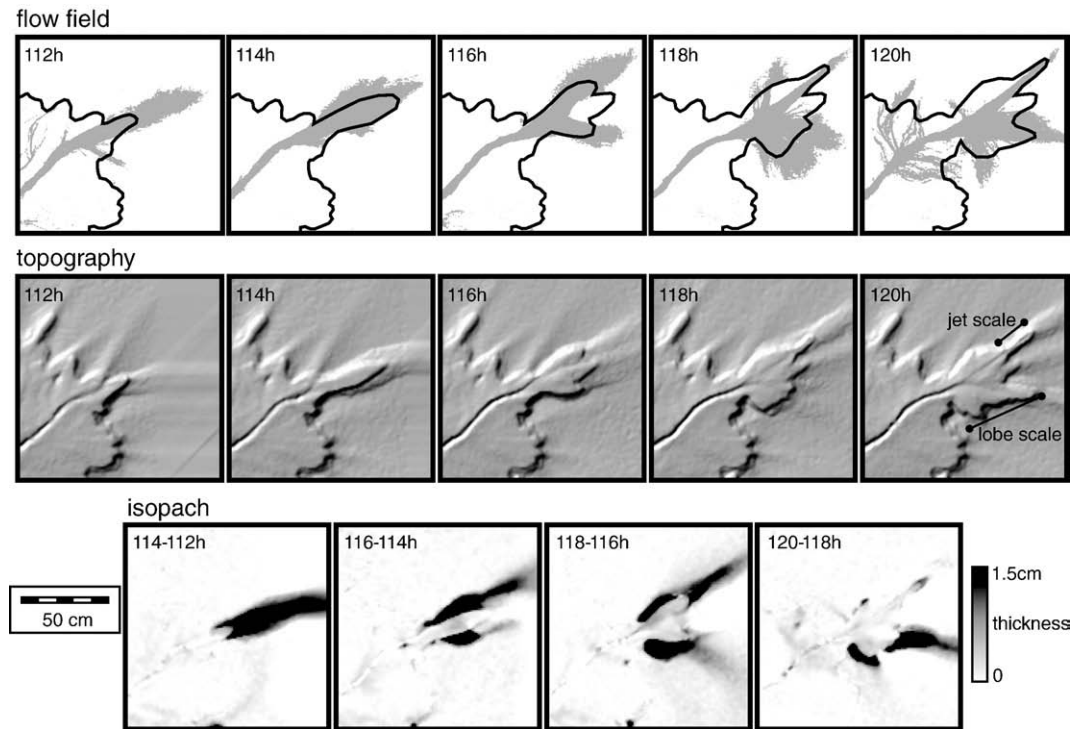 flow field
112h
114h
116h
118h
120h
topography
112h
114h
116h
118h
120h
jet scale
lobe scale
isopach
114-112h
116-114h
118-116h
120-118h
50 cm
1.5cm
thickness
0